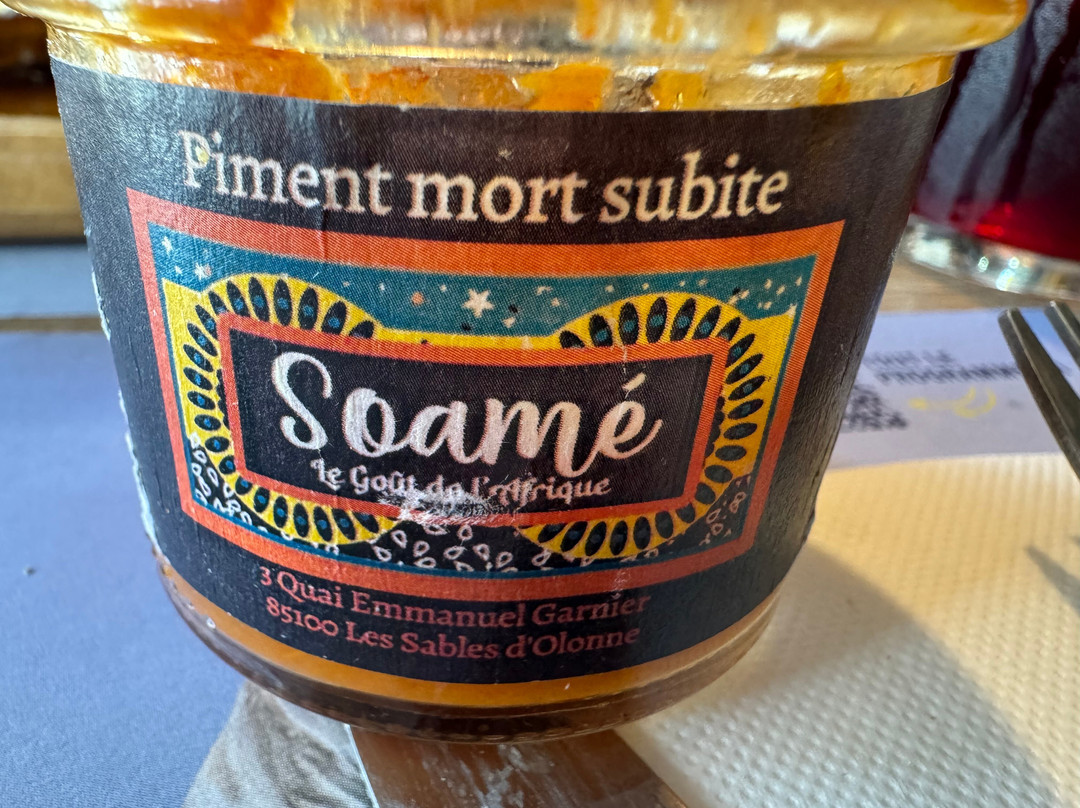 Piment mort subite
Soamé
Le Goût de l'Afrique
3 Quai Emmanuel Garnier
85100 Les Sables d'Olonne